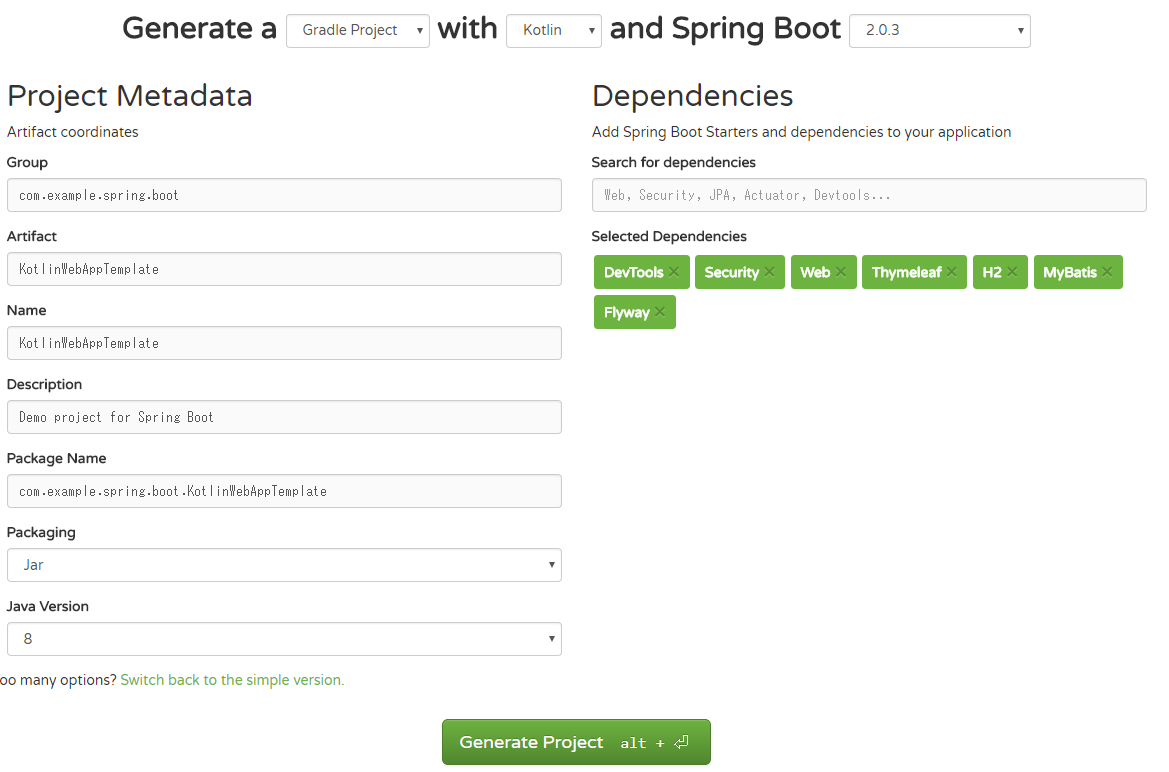 Generate a Gradle Project with Kotlin and Spring Boot 2.0.3
Project Metadata
Artifact coordinates
Group
com.example.spring.boot
Artifact
KotlinWebAppTemplate
Name
KotlinWebAppTemplate
Description
Demo project for Spring Boot
Package Name
com.example.spring.boot.KotlinWebAppTemplate
Packaging
Jar
Java Version
8
oo many options? Switch back to the simple version.
Dependencies
Add Spring Boot Starters and dependencies to your application
Search for dependencies
Web, Security, JPA, Actuator, Devtools...
Selected Dependencies
DevTools × Security × Web × Thymeleaf × H2 × MyBatis ×
Flyway ×
Generate Project alt + ⏎